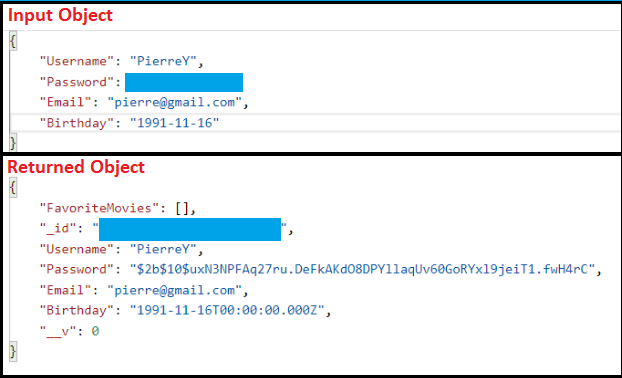 Input Object
{
"Username": "PierreY",
"Password":
"Email": "pierre@gmail.com",
"Birthday": "1991-11-16"
}
Returned Object
{
"FavoriteMovies": [],
"_id": "",
"Username": "PierreY",
"Password": "$2b$10$uxN3NPFAq27ru.DeFkAKdO8DPYllaqUv60GoRYxl9jeiT1.fwH4rC",
"Email": "pierre@gmail.com",
"Birthday": "1991-11-16T00:00:00.000Z",
"__v": 0
}